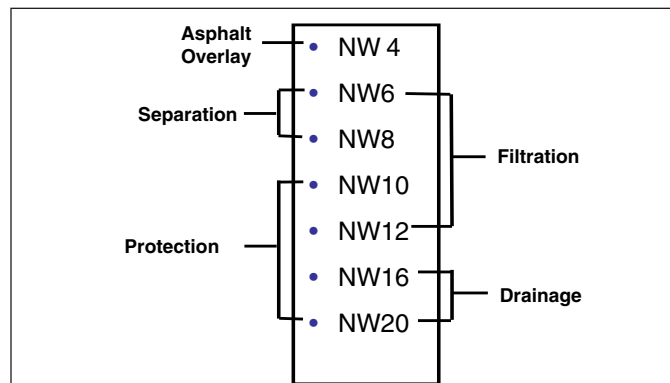 Asphalt
Overlay
NW 4
NW6
Separation
NW8
Filtration
NW10
NW12
Protection
NW16
Drainage
NW20